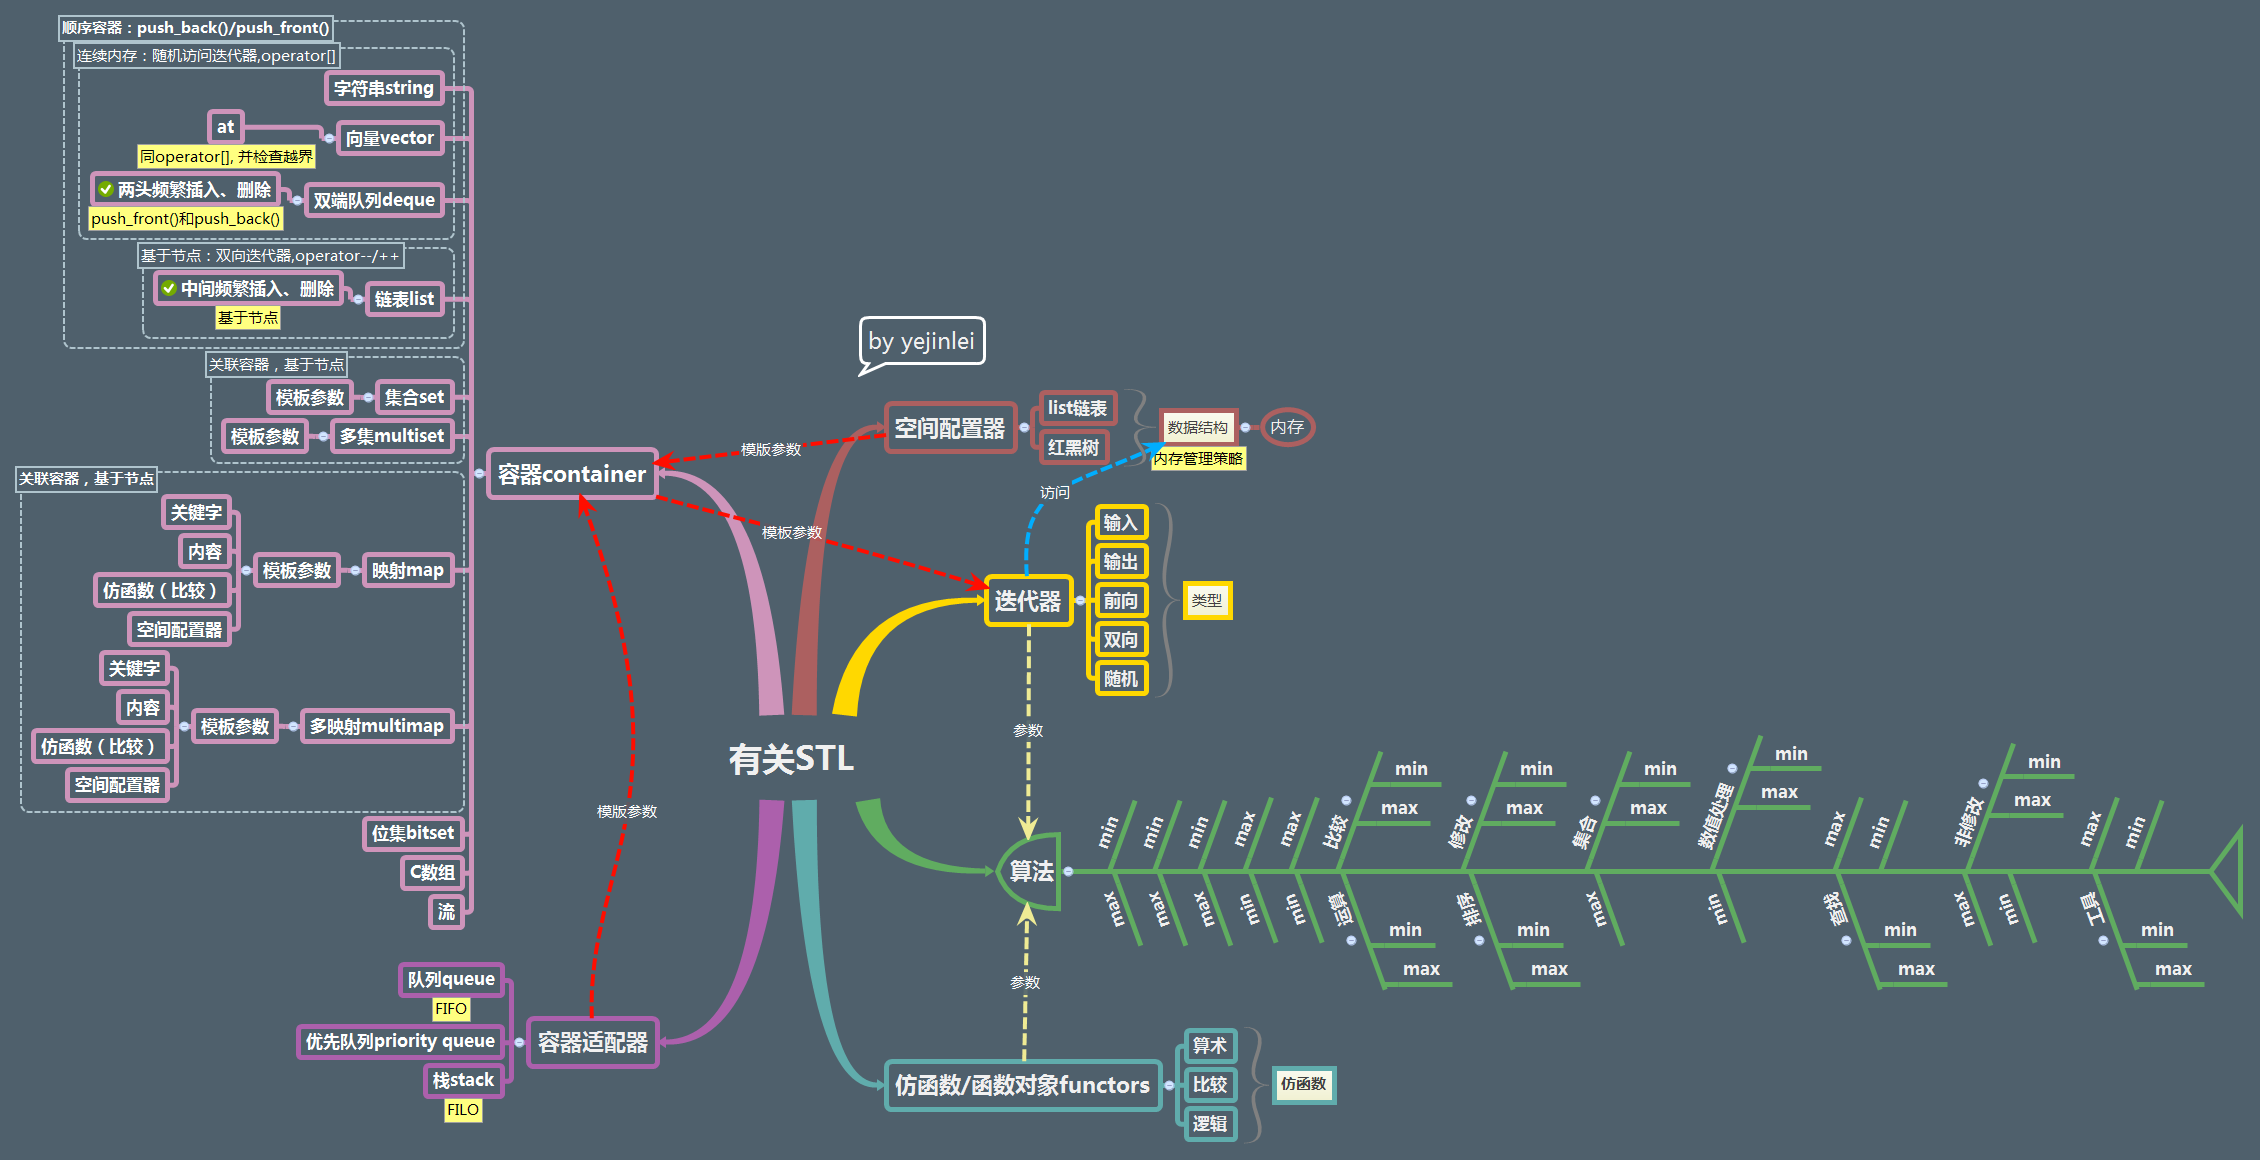 顺序容器：push_back()/push_front()
连续内存：随机访问迭代器,operator[]
字符串string
at
向量vector
同operator[], 并检查越界
两头频繁插入、删除
双端队列deque
push_front()和push_back()
基于节点：双向迭代器,operator--/++
中间频繁插入、删除
链表list
基于节点
关联容器，基于节点
模板参数
集合set
模板参数
多集multiset
关联容器，基于节点
关键字
内容
仿函数（比较）
空间配置器
模板参数
映射map
关键字
内容
仿函数（比较）
空间配置器
模板参数
多映射multimap
位集bitset
C数组
流
容器container
by yejinlei
模版参数
空间配置器
list链表
红黑树
数据结构
内存管理策略
内存
访问
模板参数
迭代器
输入
输出
前向
双向
随机
类型
参数
有关STL
模版参数
算法
min
min
min
max
max
比较
min
max
修改
min
max
集合
min
max
数值处理
min
max
max
min
非修改
min
max
max
min
max
max
max
min
min
运算
min
max
排序
min
max
max
min
查找
min
max
max
min
工具
min
max
参数
队列queue
FIFO
优先队列priority queue
栈stack
FILO
容器适配器
仿函数/函数对象functors
算术
比较
逻辑
仿函数